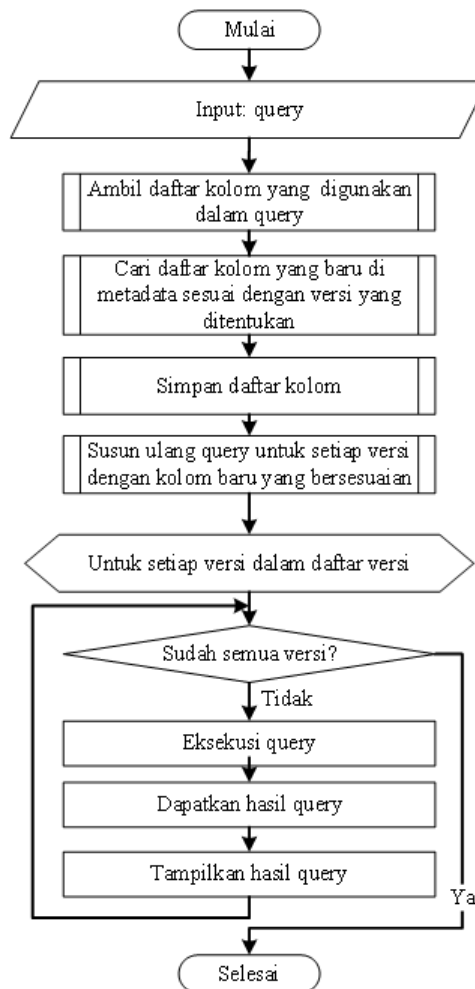 Mulai
Input: query
Ambil daftar kolom yang digunakan
dalam query
Cari daftar kolom yang baru di
metadata sesuai dengan versi yang
ditentukan
Simpan daftar kolom
Susun ulang query untuk setiap versi
dengan kolom baru yang bersesuaian
Untuk setiap versi dalam daftar versi
Sudah semua versi?
Tidak
Eksekusi query
Dapatkan hasil query
Tampilkan hasil query
Ya
Selesai